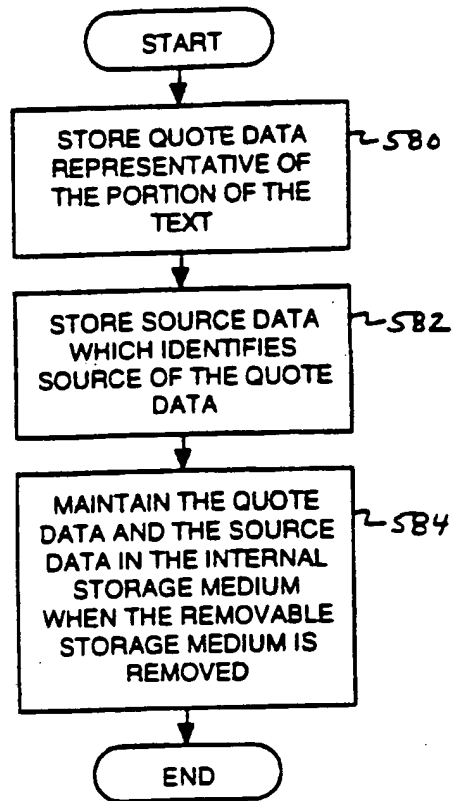 START
STORE QUOTE DATA
REPRESENTATIVE OF
THE PORTION OF THE
TEXT
580
STORE SOURCE DATA
WHICH IDENTIFIES
SOURCE OF THE QUOTE
DATA
582
MAINTAIN THE QUOTE
DATA AND THE SOURCE
DATA IN THE INTERNAL
STORAGE MEDIUM
WHEN THE REMOVABLE
STORAGE MEDIUM IS
REMOVED
584
END